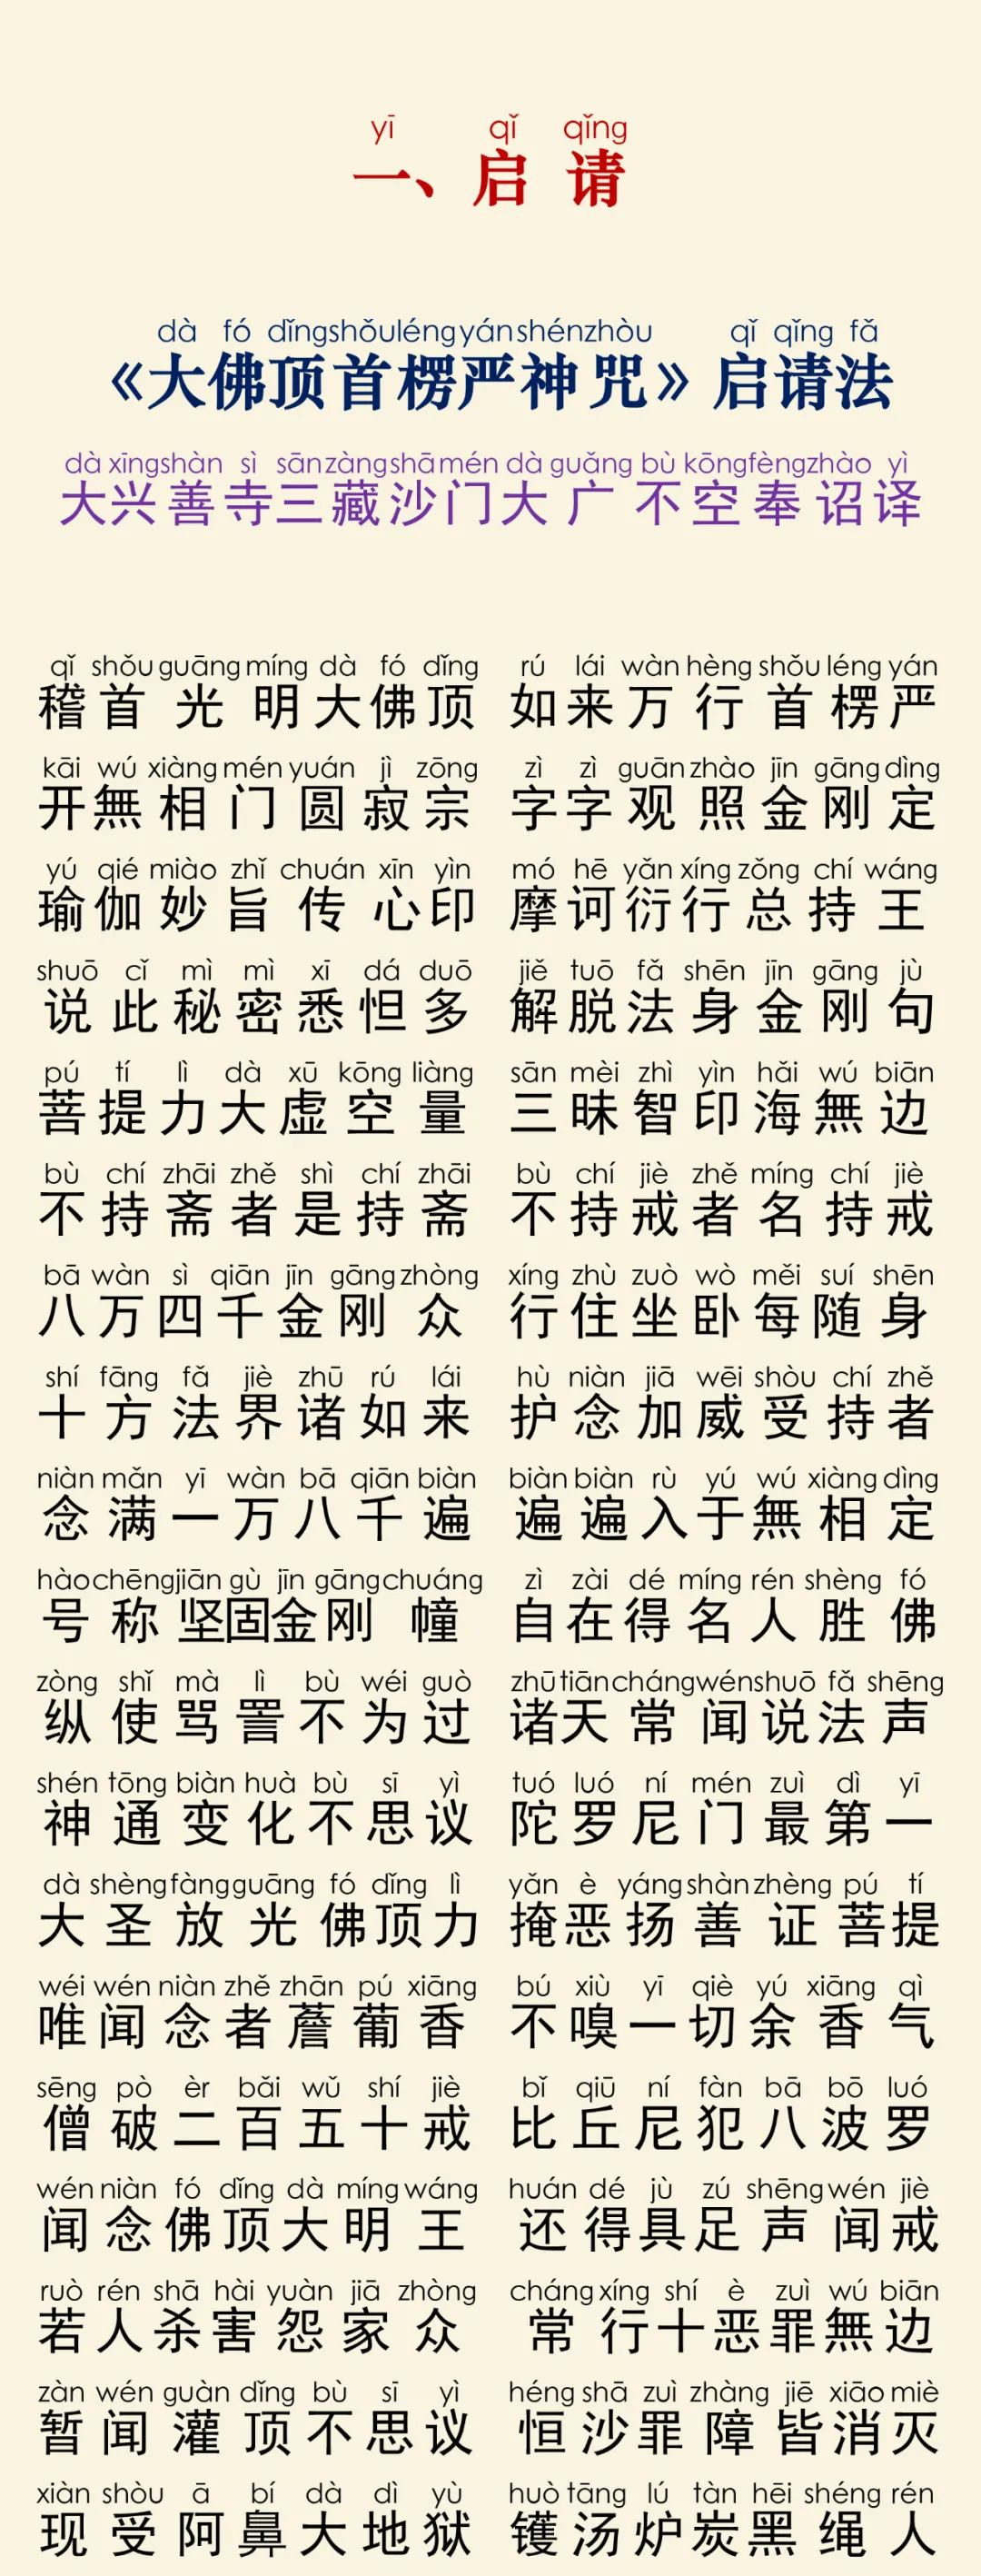 yī qǐ qǐng
一、启请
dà fó dǐng shǒu léng yán shén zhòu qǐ qǐng fǎ
《大佛顶首楞严神咒》启请法
dà xīng shàn sì sān zàng shā mén dà guǎng bù kōng fèng zhào yì
大兴善寺三藏沙门大广不空奉诏译
qǐ shǒu guāng míng dà fó dǐng rú lái wàn hèng shǒu léng yán
稽首光明大佛顶 如来万行首楞严
kāi wú xiàng mén yuán jì zōng zì zì guān zhào jīn gāng dìng
开無相门圆寂宗 字字观照金刚定
yú qié miào zhǐ chuán xīn yìn mó hē yǎn xíng zǒng chí wáng
瑜伽妙旨传心印 摩诃衍行总持王
shuō cǐ mì mì xī dá duō jiě tuō fǎ shēn jīn gāng jù
说此秘密悉怛多 解脱法身金刚句
pú tí lì dà xū kōng liàng sān mèi zhì yìn hǎi wú biān
菩提力大虚空量 三昧智印海無边
bù chí zhāi zhě shì chí zhāi bù chí jiè zhě míng chí jiè
不持斋者是持斋 不持戒者名持戒
bā wàn sì qiān jīn gāng zhòng xíng zhù zuò wò měi suí shēn
八万四千金刚众 行住坐卧每随身
shí fāng fǎ jiè zhū rú lái hù niàn jiā wēi shòu chí zhě
十方法界诸如来 护念加威受持者
niàn mǎn yī wàn bā qiān biàn biàn biàn rù yú wú xiàng dìng
念满一万八千遍 遍遍入于無相定
hào chēng jiān gù jīn gāng chuáng zì zài dé míng rén shèng fó
号称坚固金刚幢 自在得名人胜佛
zòng shǐ mà lì bù wéi guò zhū tiān cháng wén shuō fǎ shēng
纵使骂詈不为过 诸天常闻说法声
shén tōng biàn huà bù sī yì tuó luó ní mén zuì dì yī
神通变化不思议 陀罗尼门最第一
dà shèng fàng guāng fó dǐng lì yǎn è yáng shàn zhèng pú tí
大圣放光佛顶力 掩恶扬善证菩提
wéi wén niàn zhě zhān pú xiāng bú xiù yī qiè yú xiāng qì
唯闻念者薝蔔香 不嗅一切余香气
sēng pò èr bǎi wǔ shí jiè bǐ qiū ní fàn bā bō luó
僧破二百五十戒 比丘尼犯八波罗
wén niàn fó dǐng dà míng wáng huán dé jù zú shēng wén jiè
闻念佛顶大明王 还得具足声闻戒
ruò rén shā hài yuàn jiā zhòng cháng xíng shí è zuì wú biān
若人杀害怨家众 常行十恶罪無边
zàn wén guàn dǐng bù sī yì héng shā zuì zhàng jiē xiāo miè
暂闻灌顶不思议 恒沙罪障皆消灭
xiàn shòu ā bí dà dì yù huò tāng lú tàn hēi shéng rén
现受阿鼻大地狱 镬汤炉炭黑绳人